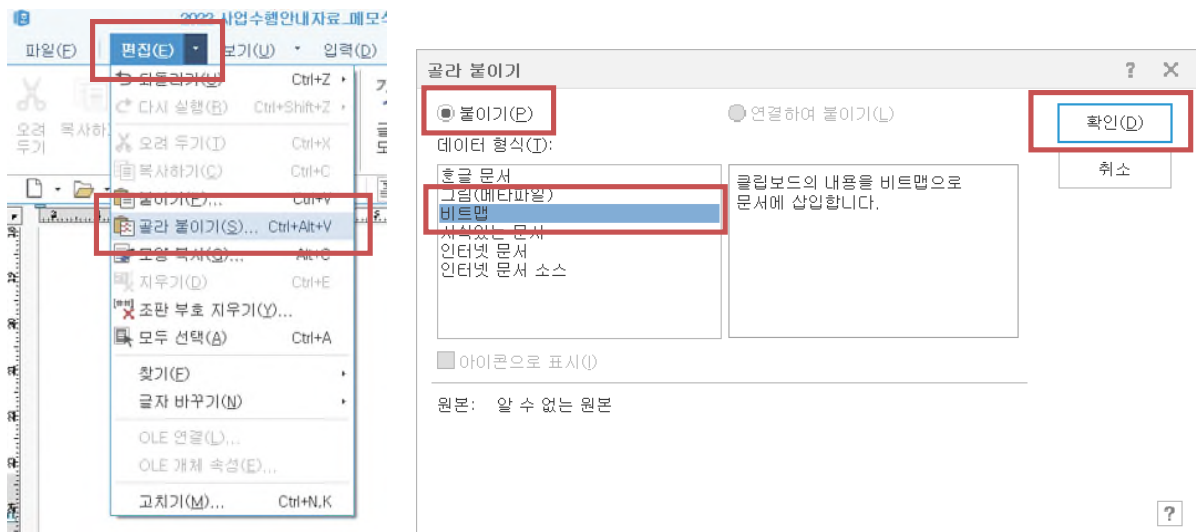 2022 사업수행안내자료_메모식
파일(F) 편집(E) 보기(U) 입력(D)
되돌리기(U) Ctrl+Z
다시 실행(R) Ctrl+Shift+Z
오려 두기 복사하
오려 두기(T) Ctrl+X
복사하기(C) Ctrl+C
붙이기(P)... Ctrl+V
골라 붙이기(S)... Ctrl+Alt+V
모양 복사(O)... Alt+C
지우기(D) Ctrl+E
조판 부호 지우기(Y)...
모두 선택(A) Ctrl+A
찾기(F)
글자 바꾸기(N)
OLE 연결(L)...
OLE 개체 속성(E)...
고치기(M)... Ctrl+N,K
골라 붙이기 ?
붙이기(P) 연결하여 붙이기(L) 확인(D)
데이터 형식(T): 취소
훈글 문서
그림(메타파일)
비트맵
서식있는 문서
인터넷 문서
인터넷 문서 소스
클립보드의 내용을 비트맵으로
문서에 삽입합니다.
아이콘으로 표시(I)
원본: 알 수 없는 원본
?